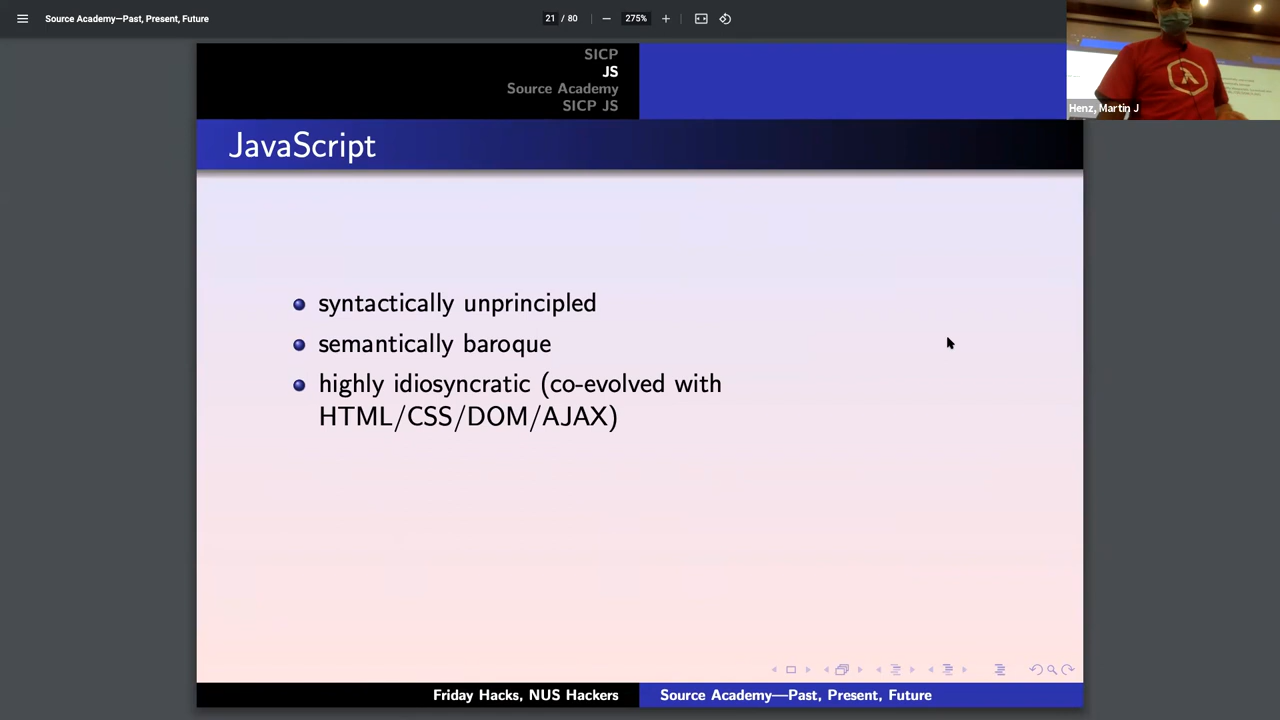 Source Academy—Past, Present, Future
21 / 80
275%
Henz, Martin J
SICP
JS
Source Academy
SICP JS
JavaScript
syntactically unprincipled
semantically baroque
highly idiosyncratic (co-evolved with
HTML/CSS/DOM/AJAX)
Friday Hacks, NUS Hackers
Source Academy—Past, Present, Future